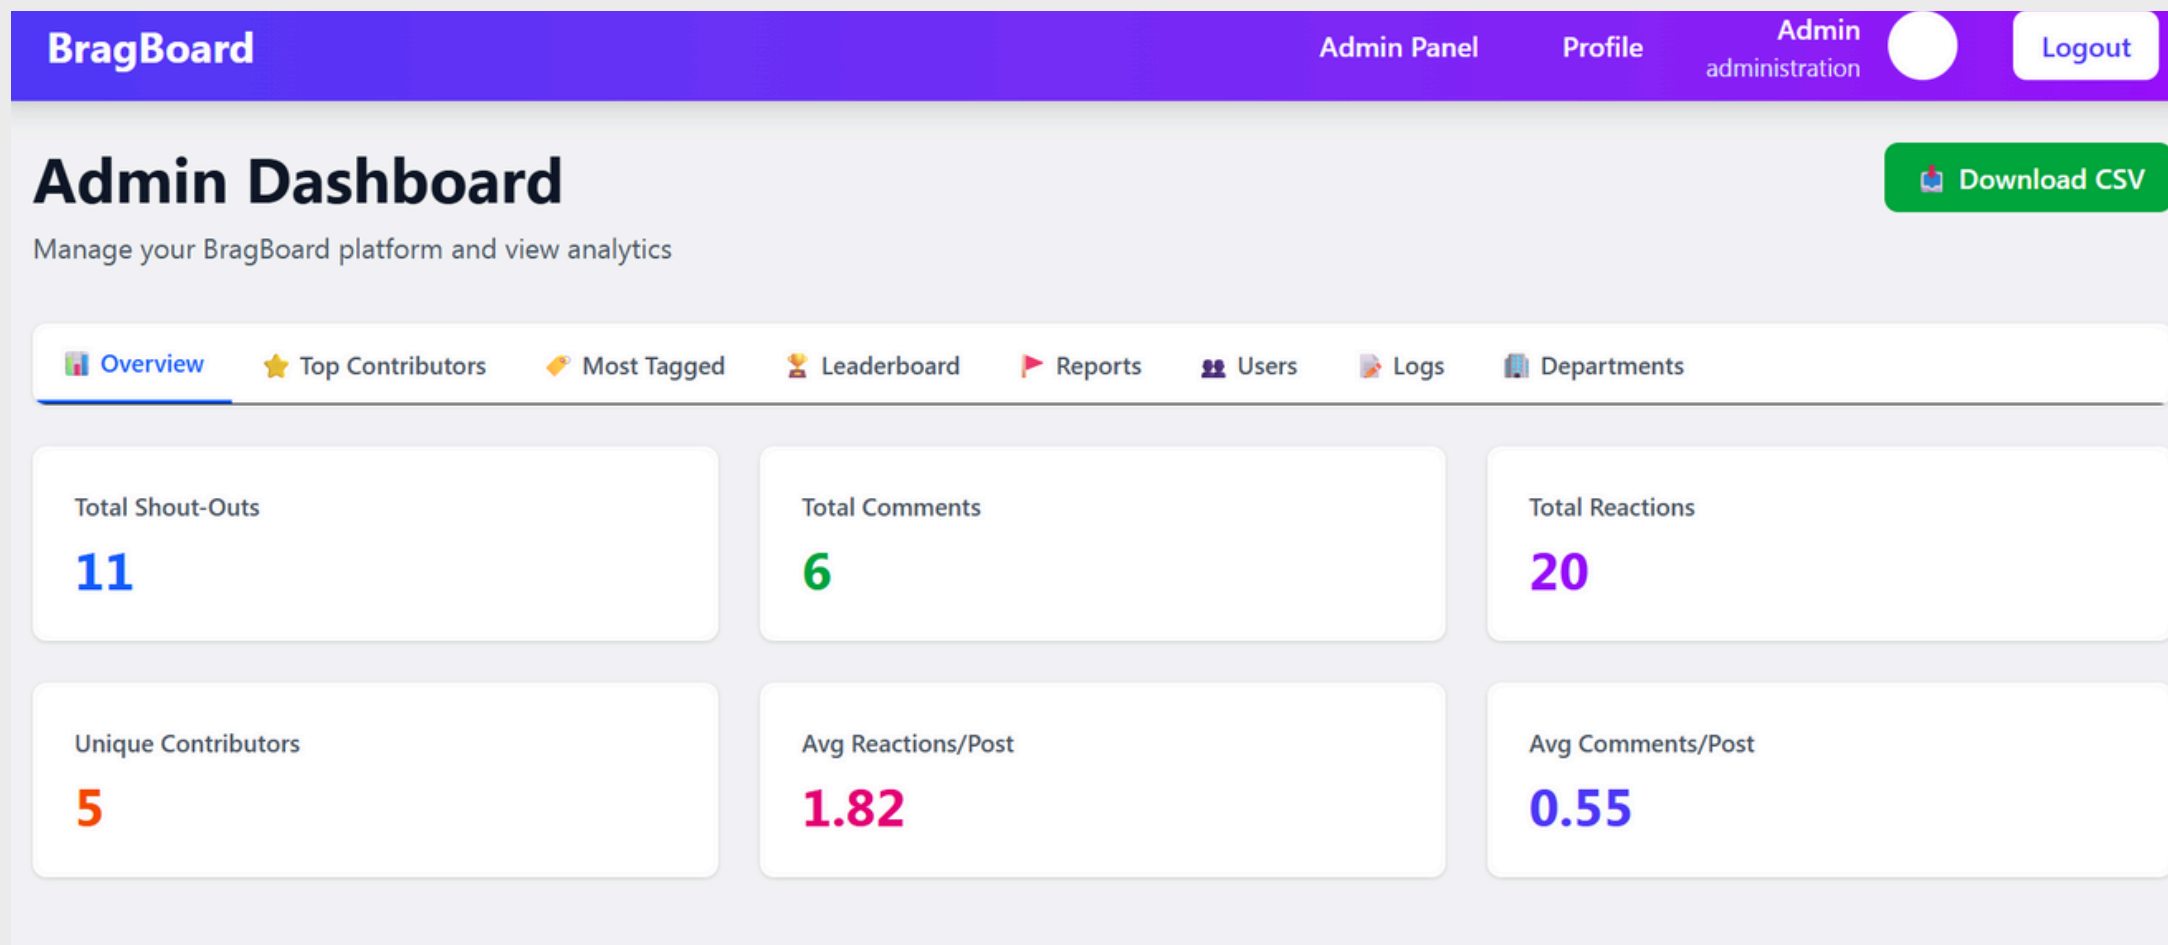 BragBoard
Admin Panel
Profile
Admin
administration
Logout
Admin Dashboard
Manage your BragBoard platform and view analytics
Download CSV
Overview
Top Contributors
Most Tagged
Leaderboard
Reports
Users
Logs
Departments
Total Shout-Outs
11
Total Comments
6
Total Reactions
20
Unique Contributors
5
Avg Reactions/Post
1.82
Avg Comments/Post
0.55